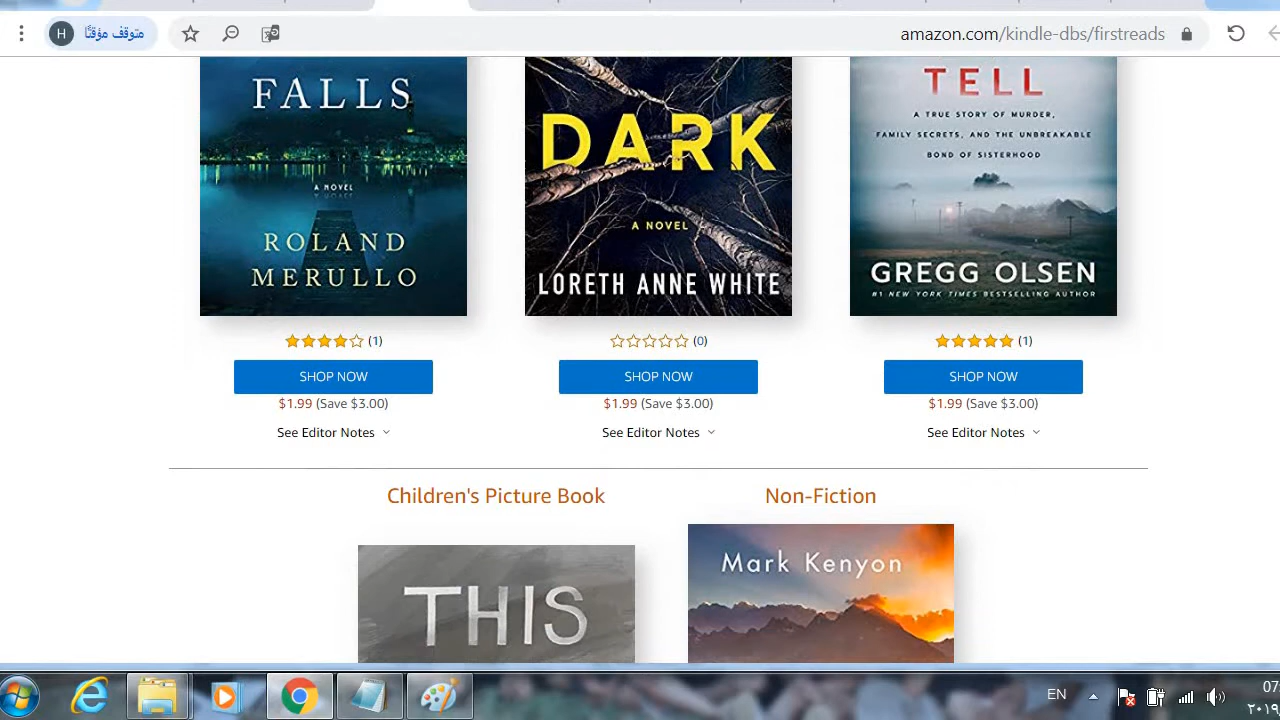 H متوقف مؤقتًا
amazon.com/kindle-dbs/firstreads
FALLS
A NOVEL
ROLAND
MERULLO
DARK
A NOVEL
LORETH ANNE WHITE
TELL
A TRUE STORY OF MURDER,
FAMILY SECRETS, AND THE UNBREAKABLE
BOND OF SISTERHOOD
GREGG OLSEN
#1 NEW YORK TIMES BESTSELLING AUTHOR
(1)
(0)
(1)
SHOP NOW
SHOP NOW
SHOP NOW
$1.99 (Save $3.00)
$1.99 (Save $3.00)
$1.99 (Save $3.00)
See Editor Notes
See Editor Notes
See Editor Notes
Children's Picture Book
Non-Fiction
THIS
Mark Kenyon
EN
07
٢٠١٩